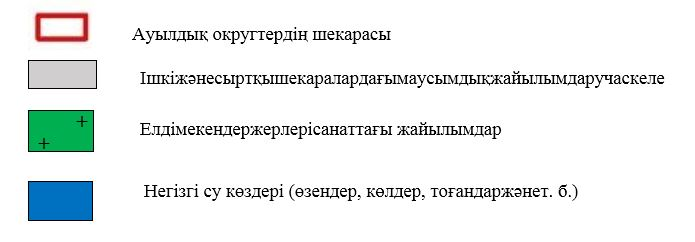 Ауылдық округтердің шекарасы
Ішкіжәнесыртқышекаралардағымаусымдықжайылымдаручаскеле
Елдімекендержерлерісанаттағы жайылымдар
Негізгі су көздері (өзендер, көлдер, тоғандаржәнет. б.)